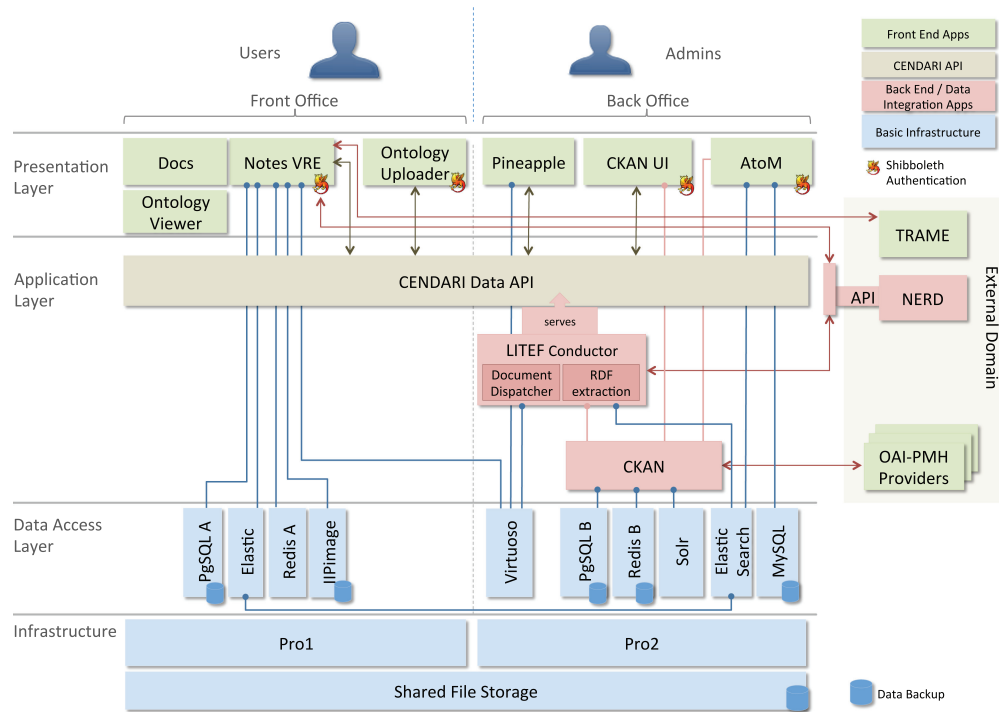 Users
Admins
Front Office
Back Office
Front End Apps
CENDARI API
Back End / Data
Integration Apps
Basic Infrastructure
Shibboleth
Authentication
Presentation
Layer
Docs
Notes VRE
Ontology
Uploader
Pineapple
CKAN UI
AtoM
Ontology
Viewer
TRAME
Application
Layer
CENDARI Data API
API
NERD
External Domain
serves
LITEF Conductor
Document
Dispatcher
RDF
extraction
CKAN
OAI-PMH
Providers
Data Access
Layer
PgSQL A
Elastic
Redis A
IIPimage
Virtuoso
PgSQL B
Redis B
Solr
Elastic
Search
MySQL
Infrastructure
Pro1
Pro2
Shared File Storage
Data Backup